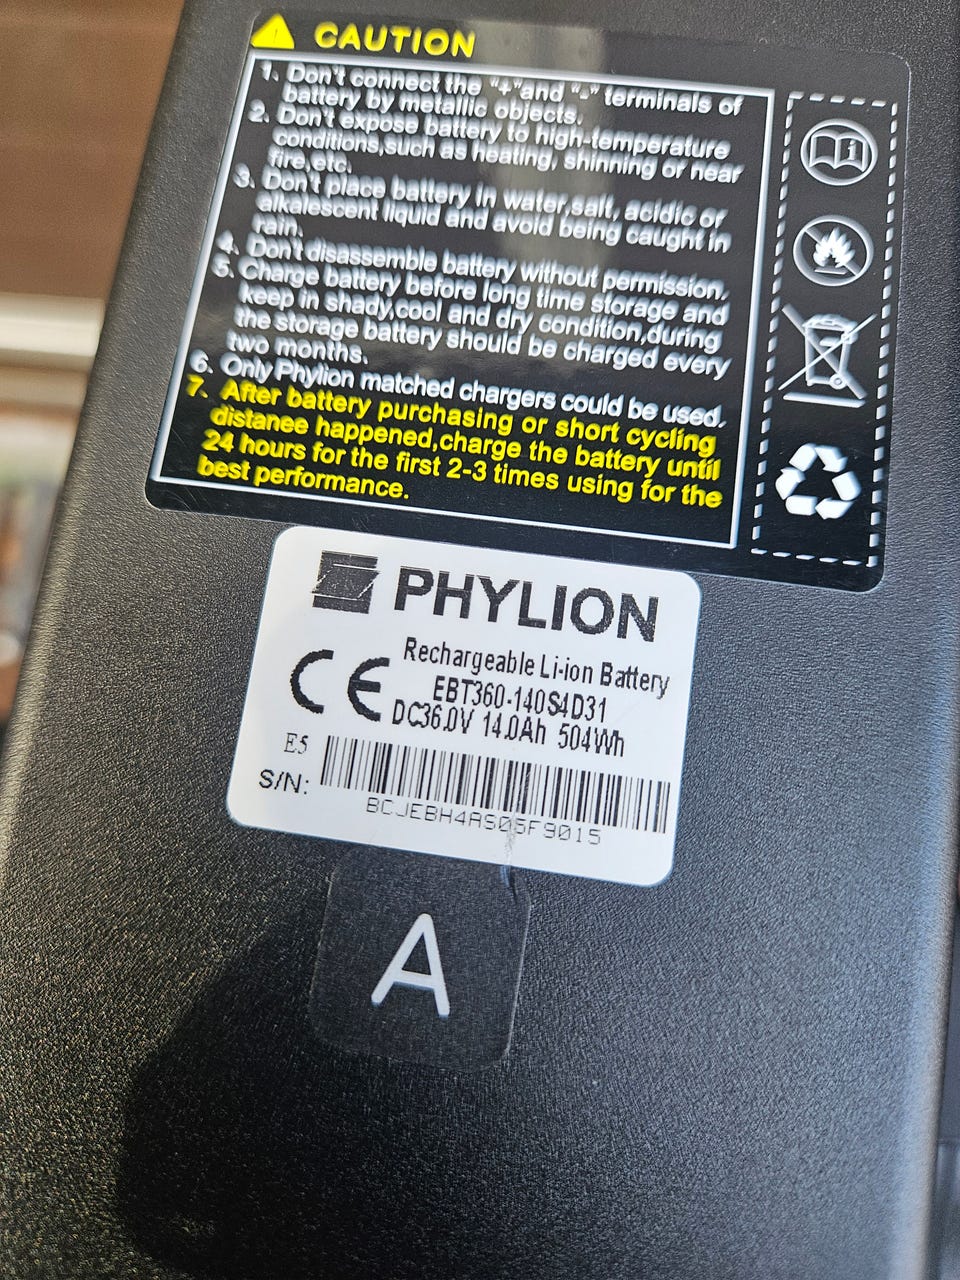 CAUTION
1. Don't connect the "+"and "-" terminals of
battery by metallic objects.
2. Don't expose battery to high-temperature
conditions,such as heating, shinning or near
fire,etc.
3. Don't place battery in water,salt, acidic or
alkalescent liquid and avoid being caught in
rain.
4. Don't disassemble battery without permission.
5. Charge battery before long time storage and
keep in shady,cool and dry condition,during
the storage battery should be charged every
two months.
6. Only Phylion matched chargers could be used.
7. After battery purchasing or short cycling
distanee happened,charge the battery until
24 hours for the first 2-3 times using for the
best performance.
PHYLION
Rechargeable Li-ion Battery
CE
EBT360-140S4D31
DC36.0V 14.0Ah 504Wh
E5
S/N:
BCJEBH4AS05F9015
A